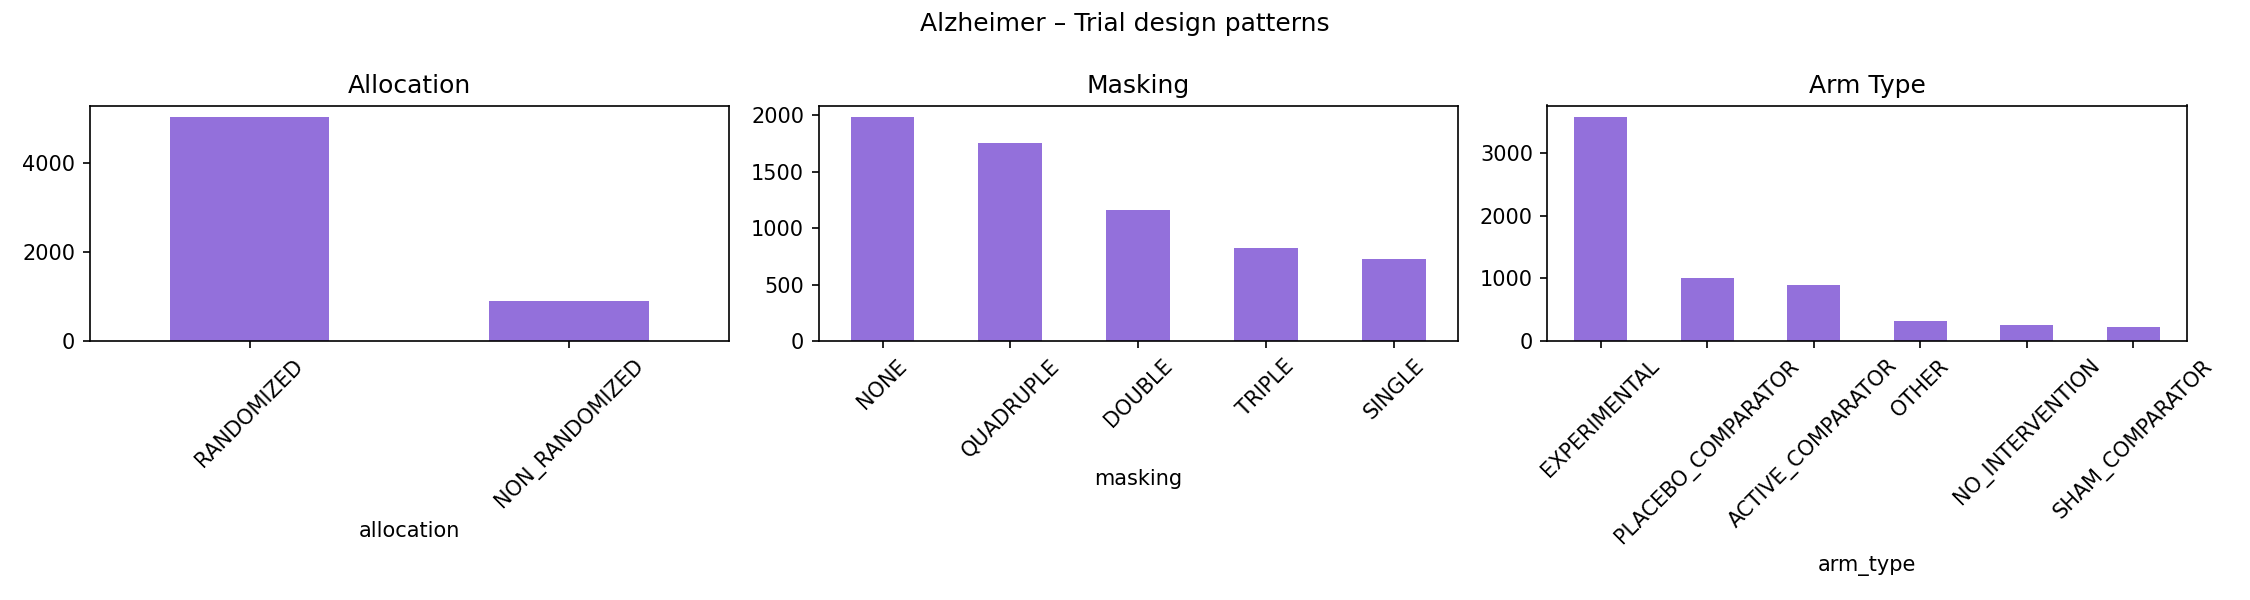 Alzheimer – Trial design patterns
Allocation
4000
2000
0
RANDOMIZED
NON_RANDOMIZED
allocation
Masking
2000
1500
1000
500
0
NONE
QUADRUPLE
DOUBLE
TRIPLE
SINGLE
masking
Arm Type
3000
2000
1000
0
EXPERIMENTAL
PLACEBO_COMPARATOR
ACTIVE_COMPARATOR
OTHER
NO_INTERVENTION
SHAM_COMPARATOR
arm_type